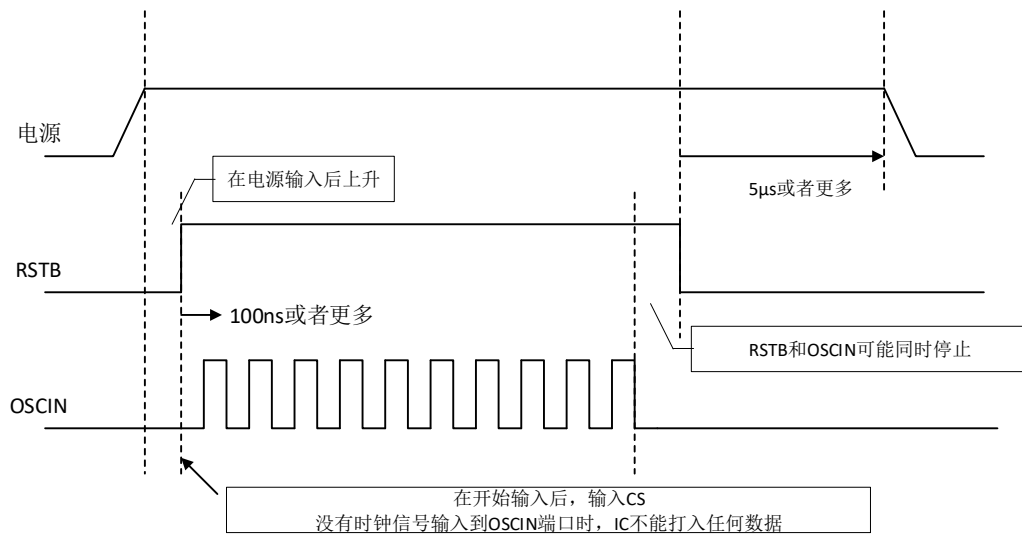 电源
在电源输入后上升
5μs或者更多
RSTB
100ns或者更多
RSTB和OSCIN可能同时停止
OSCIN
在开始输入后，输入CS
没有时钟信号输入到OSCIN端口时，IC不能打入任何数据